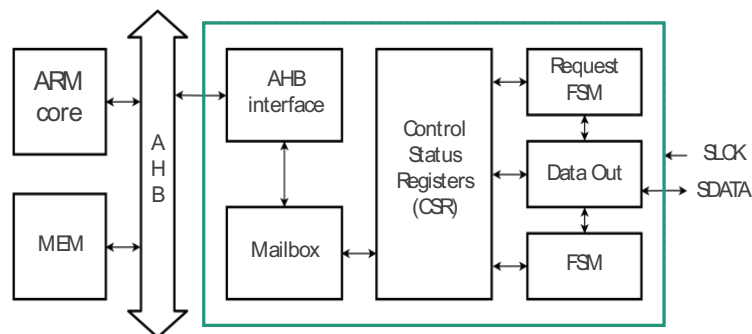 ARM
core
MEM
A
H
B
AHB
interface
Mailbox
Control
Status
Registers
(CSR)
Request
FSM
Data Out
FSM
SLCK
SDATA